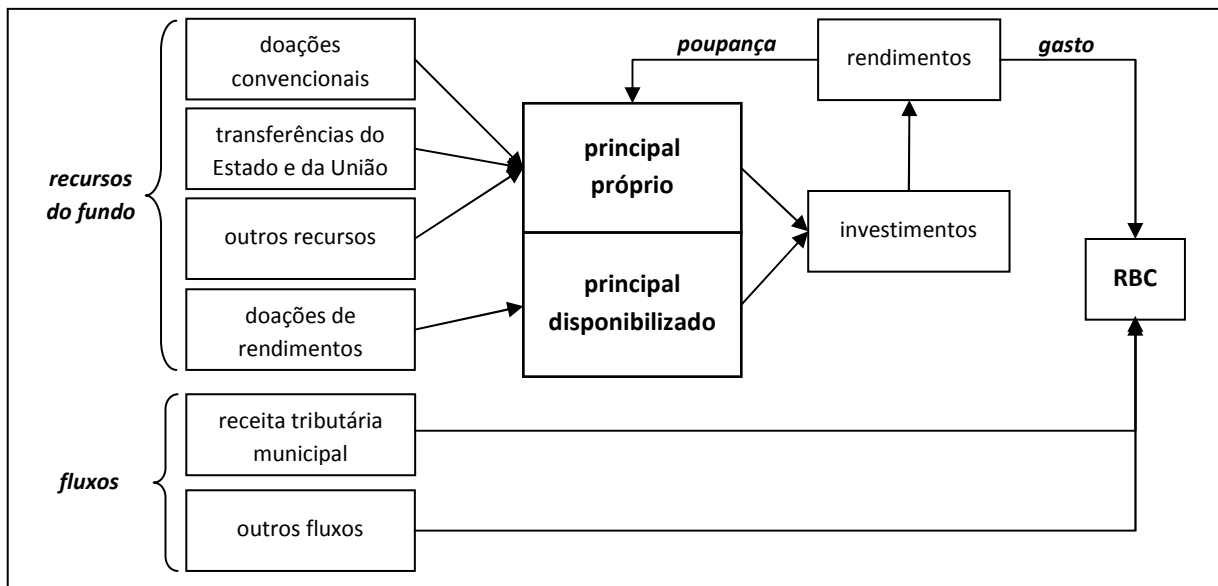 doações
convencionais
transferências do
Estado e da União
outros recursos
doações de
rendimentos
recursos
do fundo
principal
próprio
principal
disponibilizado
poupança
rendimentos
gasto
investimentos
RBC
receita tributária
municipal
outros fluxos
fluxos